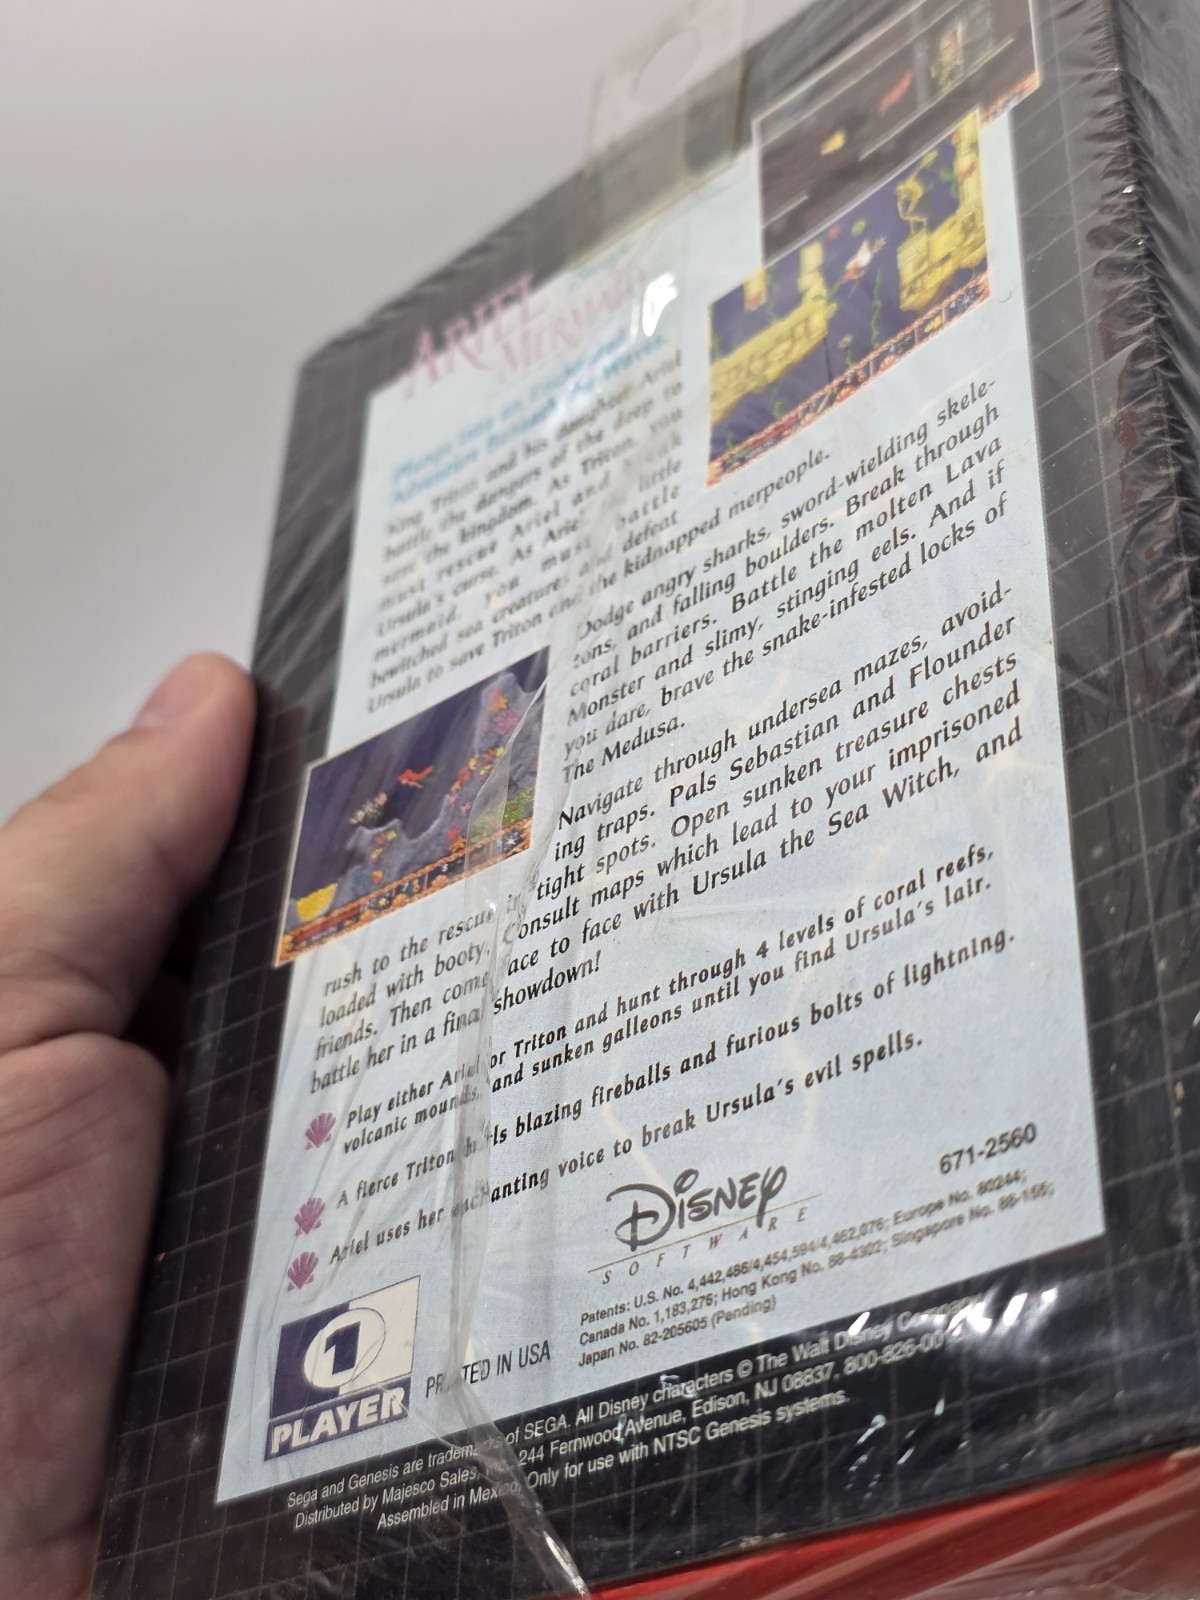 ARIEL
MERMAID
Plunge into an Enchanted
Adventure Beneath the Waves.
King Triton and his daughter Ariel
battle the dangers of the deep to
save the kingdom. As Triton, you
must rescue Ariel and break
Ursula's curse. As Ariel, little
mermaid, you must battle
bewitched sea creatures and defeat
Ursula to save Triton and the kidnapped merpeople.
Dodge angry sharks, sword-wielding skele-
tons, and falling boulders. Break through
coral barriers. Battle the molten Lava
Monster and slimy, stinging eels. And if
you dare, brave the snake-infested locks of
The Medusa.
Navigate through undersea mazes, avoid-
ing traps. Pals Sebastian and Flounder
rush to the rescue in tight spots. Open sunken treasure chests
loaded with booty. Consult maps which lead to your imprisoned
friends. Then come face to face with Ursula the Sea Witch, and
battle her in a final showdown!
Play either Ariel or Triton and hunt through 4 levels of coral reefs,
volcanic mounds, and sunken galleons until you find Ursula's lair.
A fierce Triton hurls blazing fireballs and furious bolts of lightning.
Ariel uses her enchanting voice to break Ursula's evil spells.
DISNEY
SOFTWARE
671-2560
1
PLAYER
PRINTED IN USA
Patents: U.S. No. 4,442,486/4,454,594/4,462,076; Europe No. 80244;
Canada No. 1,183,276; Hong Kong No. 88-4302; Singapore No. 88-155;
Japan No. 82-205605 (Pending)
Sega and Genesis are trademarks of SEGA. All Disney characters © The Walt Disney Company
Distributed by Majesco Sales, Inc. 244 Fernwood Avenue, Edison, NJ 08837, 800-826-
Assembled in Mexico, Only for use with NTSC Genesis systems.